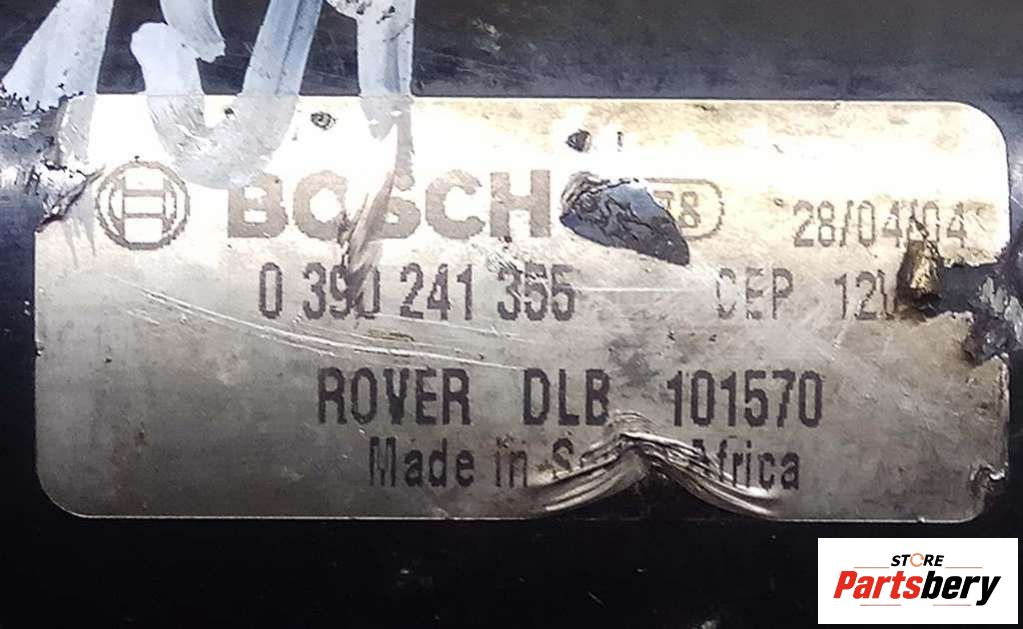 BOSCH 28/04/04
0 390 241 355 CEP 12V
ROVER DLB 101570
Made in South Africa
STORE
Partsbery